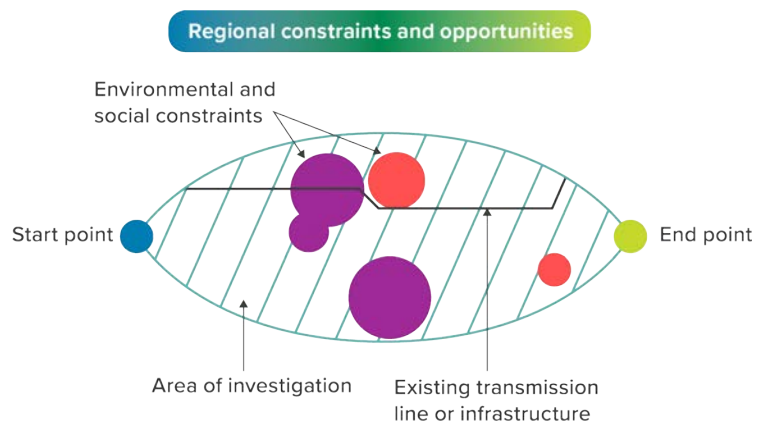 Regional constraints and opportunities
Environmental and
social constraints
Start point
End point
Area of investigation
Existing transmission
line or infrastructure